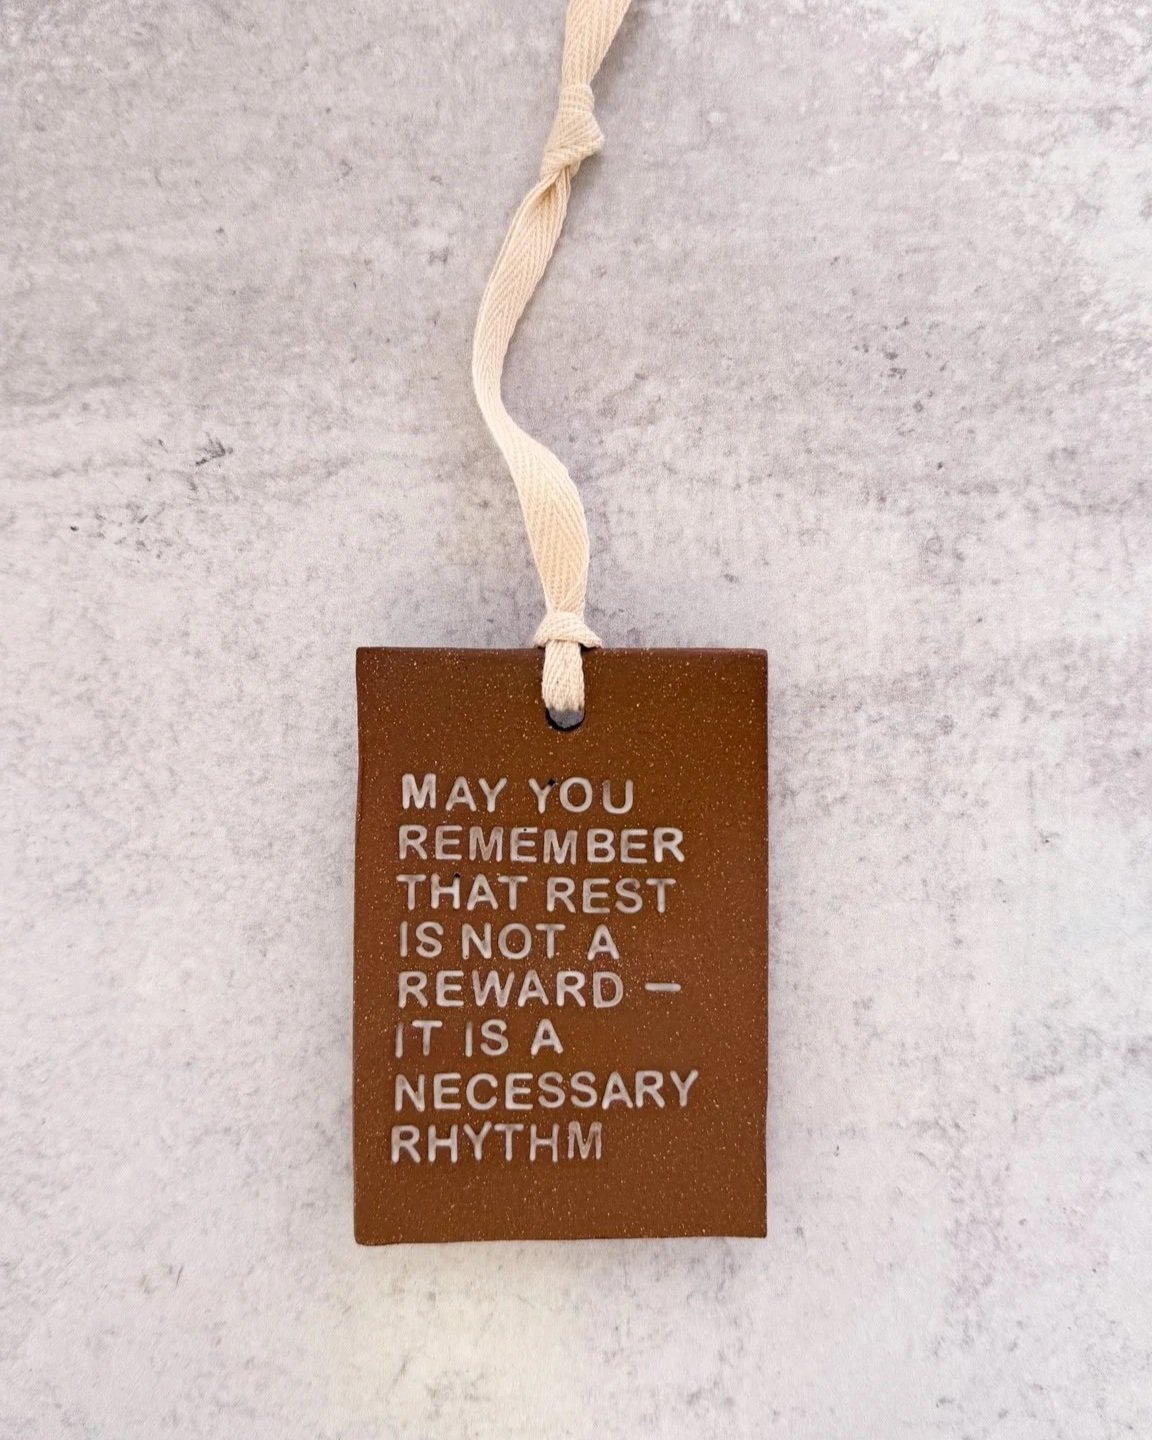 MAY YOU
REMEMBER
THAT REST
IS NOT A
REWARD —
IT IS A
NECESSARY
RHYTHM